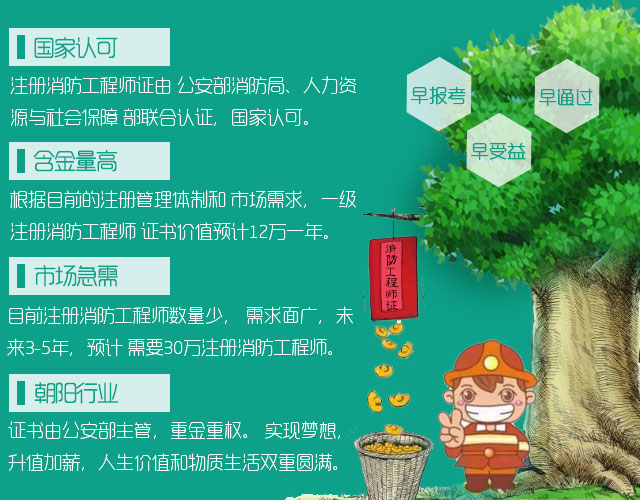 国家认可
注册消防工程师证由 公安部消防局、人力资
源与社会保障 部联合认证，国家认可。
含金量高
根据目前的注册管理体制和 市场需求，一级
注册消防工程师 证书价值预计12万一年。
市场急需
目前注册消防工程师数量少， 需求面广，未
来3-5年，预计 需要30万注册消防工程师。
朝阳行业
证书由公安部主管，重金重权。 实现梦想，
升值加薪，人生价值和物质生活双重圆满。
早报考
早通过
早受益
消防工程师证